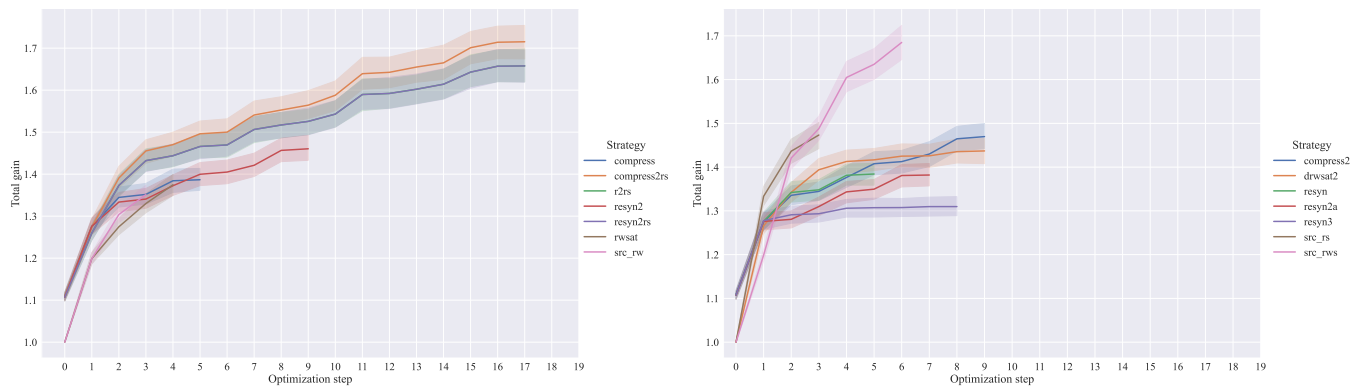 Total gain
1.7
1.6
1.5
1.4
1.3
1.2
1.1
1.0
0 1 2 3 4 5 6 7 8 9 10 11 12 13 14 15 16 17 18 19
Optimization step
Strategy
compress
compress2rs
r2rs
resyn2
resyn2rs
rwsat
src_rw
Total gain
1.7
1.6
1.5
1.4
1.3
1.2
1.1
1.0
0 1 2 3 4 5 6 7 8 9 10 11 12 13 14 15 16 17 18 19
Optimization step
Strategy
compress2
drwsat2
resyn
resyn2a
resyn3
src_rs
src_rws